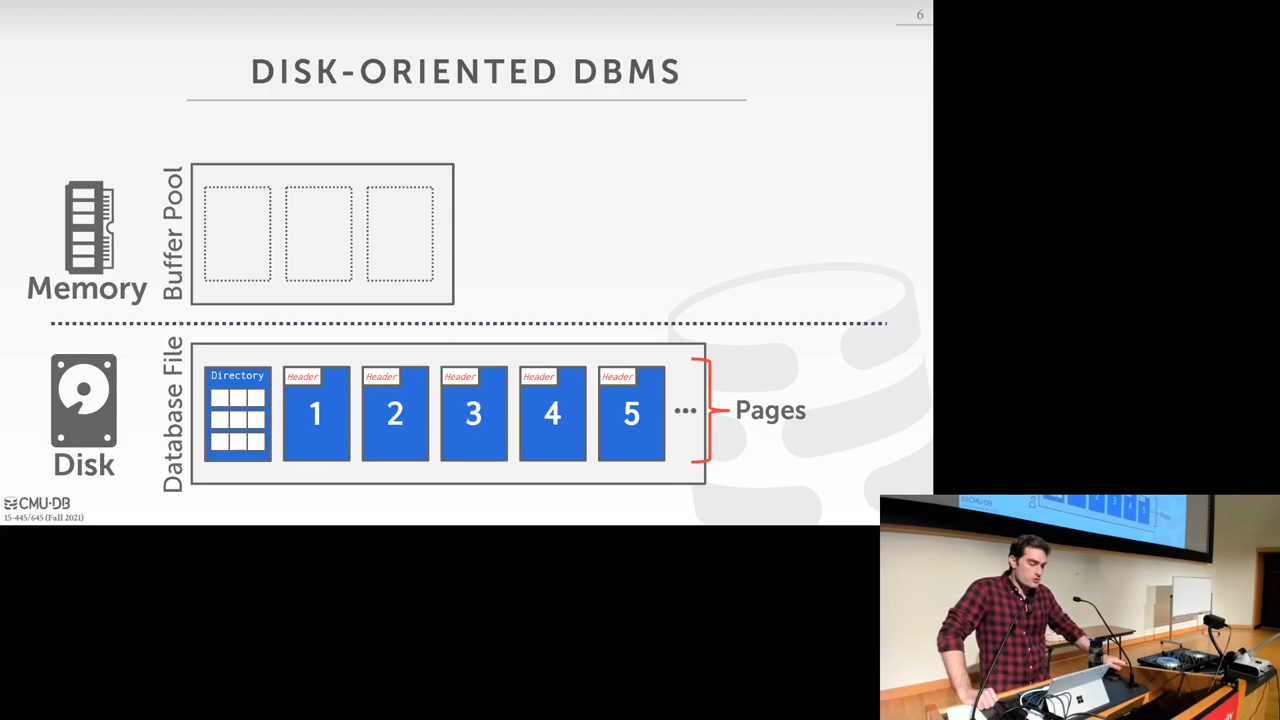 6
DISK-ORIENTED DBMS
Memory
Buffer Pool
Disk
Database File
Directory
Header
1
Header
2
Header
3
Header
4
Header
5
...
Pages
CMU·DB
15-445/645 (Fall 2021)